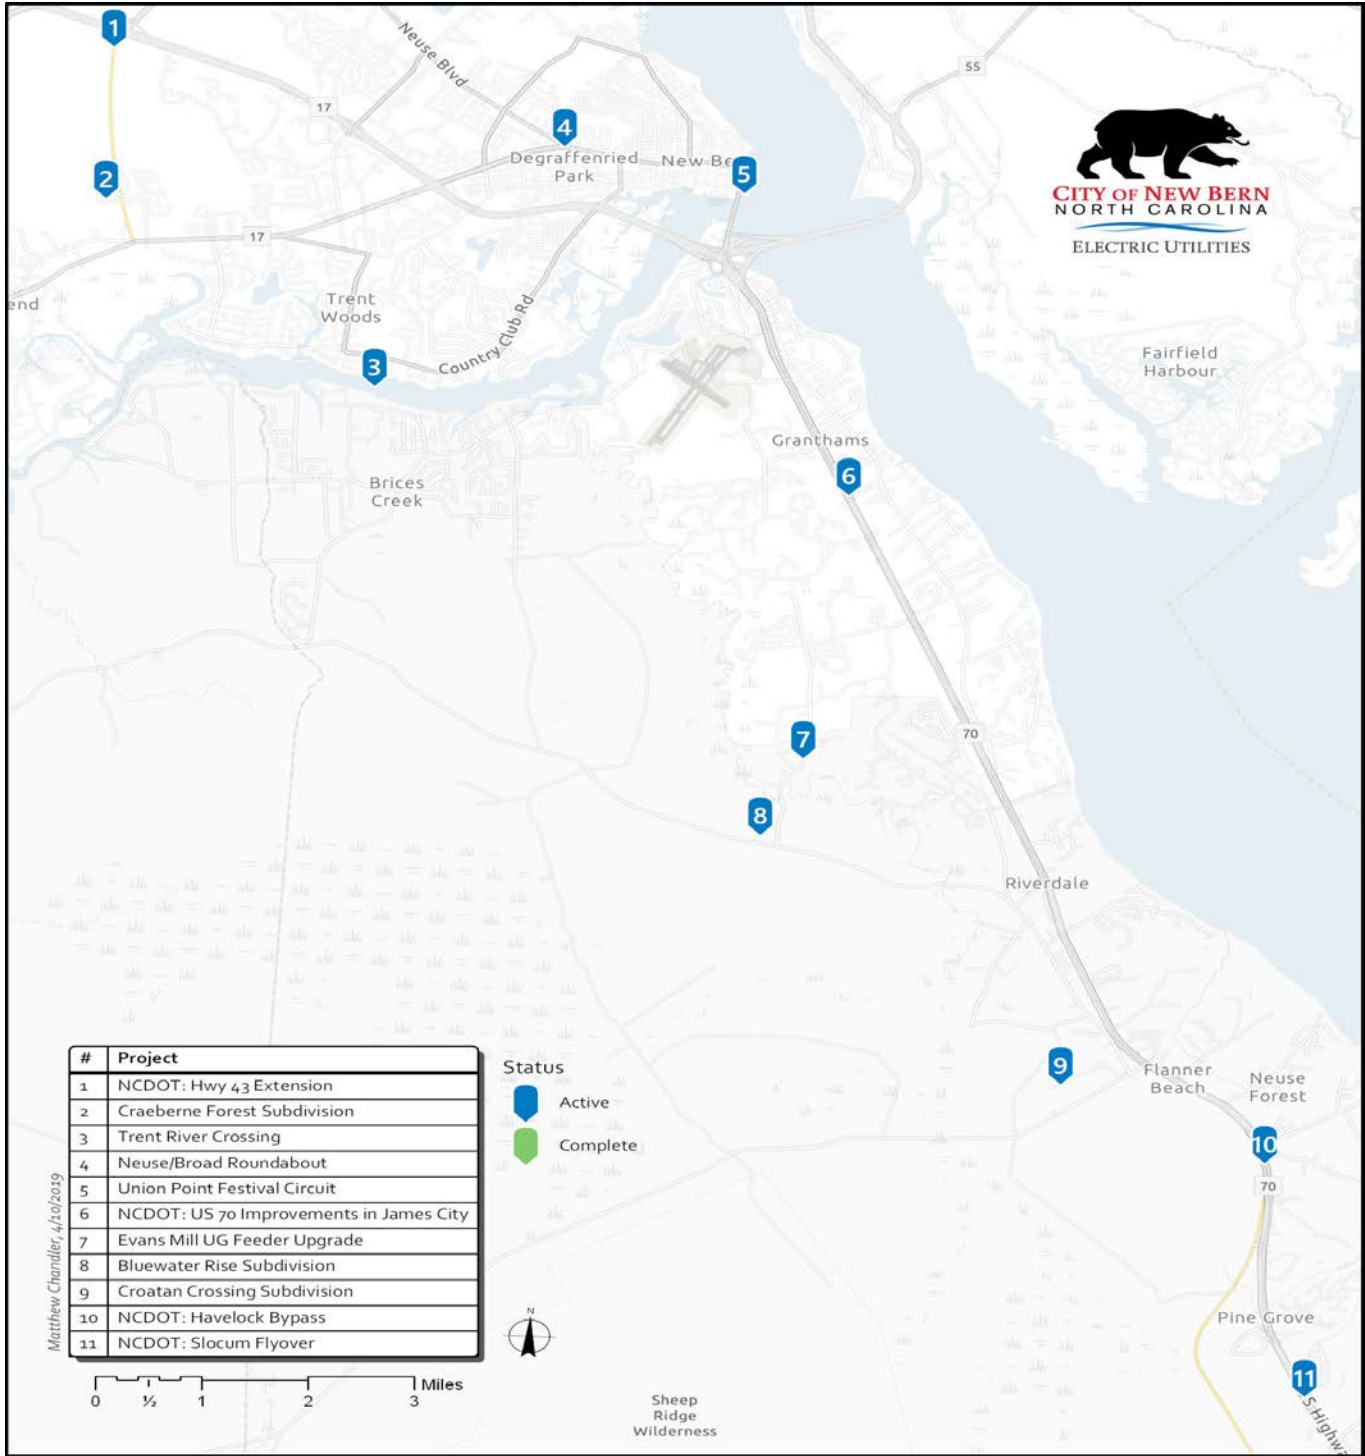 1
Neuse Blvd
55
17
4
Degraffenried
Park
New Be
5
2
CITY OF NEW BERN
NORTH CAROLINA
ELECTRIC UTILITIES
17
end
Trent
Woods
3
Country Club Rd
Fairfield
Harbour
Granthams
6
Brices
Creek
7
70
8
Riverdale
9
Flanner
Beach
Neuse
Forest
10
70
# Project
1 NCDOT: Hwy 43 Extension
2 Craeberne Forest Subdivision
3 Trent River Crossing
4 Neuse/Broad Roundabout
5 Union Point Festival Circuit
6 NCDOT: US 70 Improvements in James City
7 Evans Mill UG Feeder Upgrade
8 Bluewater Rise Subdivision
9 Croatan Crossing Subdivision
10 NCDOT: Havelock Bypass
11 NCDOT: Slocum Flyover
Status
Active
Complete
Matthew Chandler, 4/10/2019
N
Pine Grove
11
S Highwa
0 ½ 1 2 3 Miles
Sheep
Ridge
Wilderness